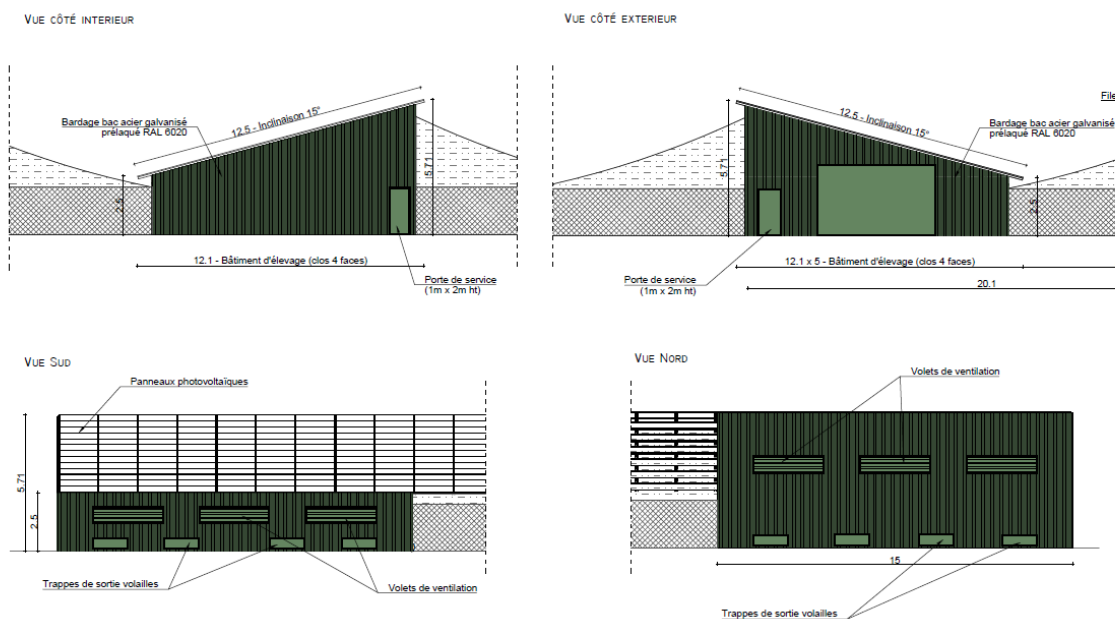 VUE CÔTÉ INTERIEUR
VUE CÔTÉ EXTERIEUR
Bardage bac acier galvanisé
prélaqué RAL 6020
12.5 - Inclinaison 15°
5.71
2.5
12.1 - Bâtiment d'élevage (clos 4 faces)
Porte de service
(1m x 2m ht)
File
Bardage bac acier galvanisé
prélaqué RAL 6020
12.5 - Inclinaison 15°
5.71
2.5
12.1 x 5 - Bâtiment d'élevage (clos 4 faces)
Porte de service
(1m x 2m ht)
20.1
VUE SUD
Panneaux photovoltaïques
5.71
2.5
Trappes de sortie volailles
Volets de ventilation
VUE NORD
Volets de ventilation
15
Trappes de sortie volailles